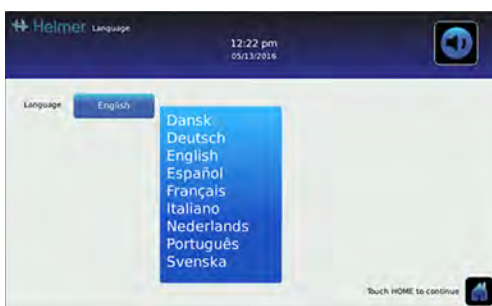 Helmer Language
12:22 pm
05/13/2016
Language English
Dansk
Deutsch
English
Español
Français
Italiano
Nederlands
Português
Svenska
Touch HOME to continue